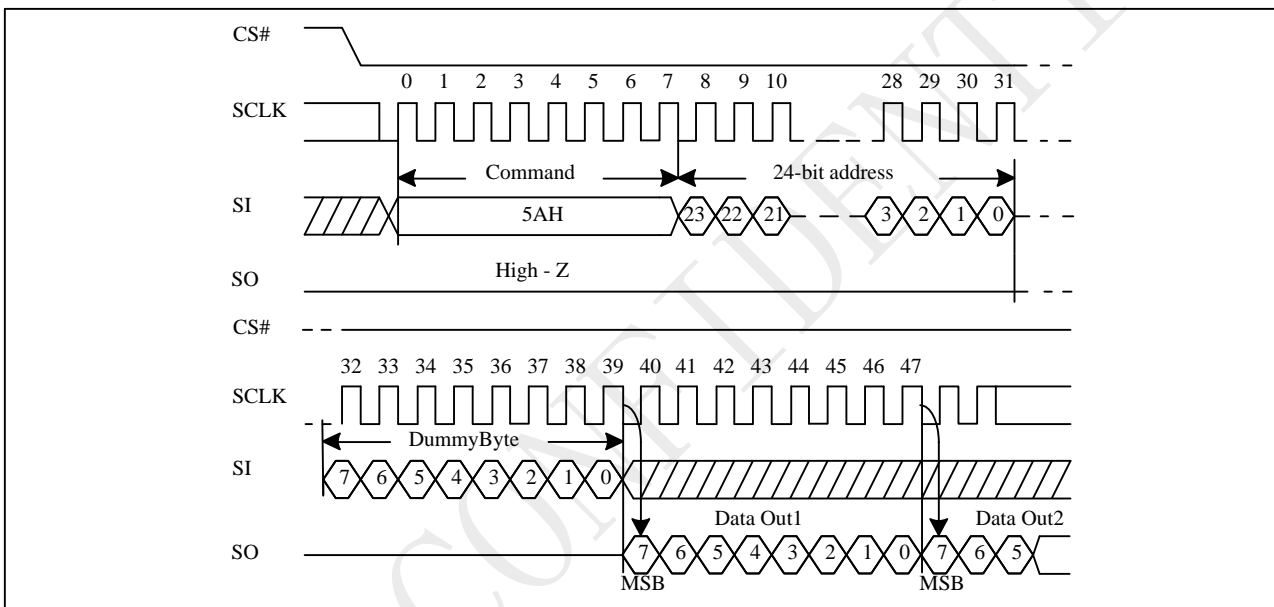 CS#
0 1 2 3 4 5 6 7 8 9 10 28 29 30 31
SCLK
Command 24-bit address
SI 5AH 23 22 21 3 2 1 0
High - Z
SO
CS#
32 33 34 35 36 37 38 39 40 41 42 43 44 45 46 47
SCLK
DummyByte
SI 7 6 5 4 3 2 1 0
Data Out1 Data Out2
SO 7 6 5 4 3 2 1 0 7 6 5
MSB MSB
CONFIDENT